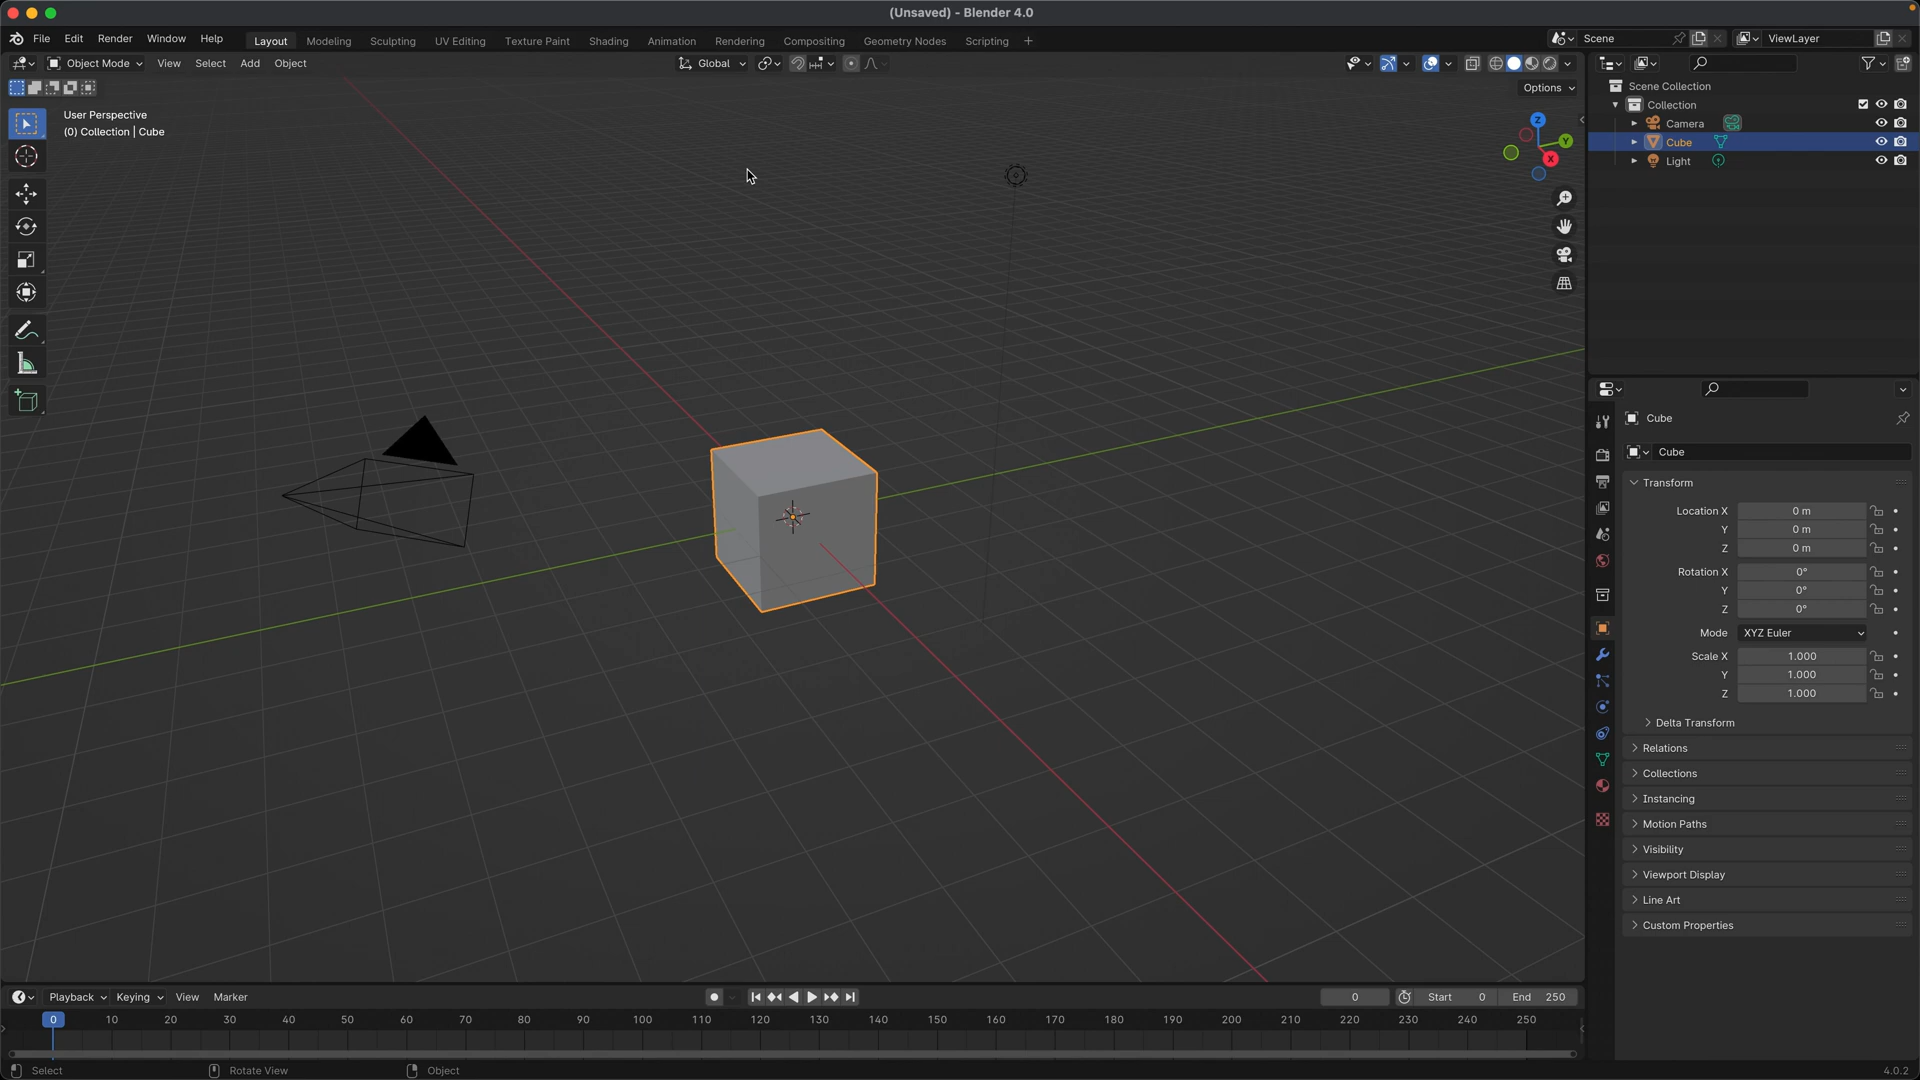 (Unsaved) - Blender 4.0
File Edit Render Window Help Layout Modeling Sculpting UV Editing Texture Paint Shading Animation Rendering Compositing Geometry Nodes Scripting + Scene ViewLayer
Object Mode View Select Add Object Global
Options
User Perspective
(0) Collection | Cube
Z
Y
X
Scene Collection
Collection
Camera
Cube
Light
Cube
Cube
Transform
Location X 0 m
Y 0 m
Z 0 m
Rotation X 0°
Y 0°
Z 0°
Mode XYZ Euler
Scale X 1.000
Y 1.000
Z 1.000
Delta Transform
Relations
Collections
Instancing
Motion Paths
Visibility
Viewport Display
Line Art
Custom Properties
Playback Keying View Marker 0 Start 0 End 250
0 10 20 30 40 50 60 70 80 90 100 110 120 130 140 150 160 170 180 190 200 210 220 230 240 250
Select Rotate View Object 4.0.2